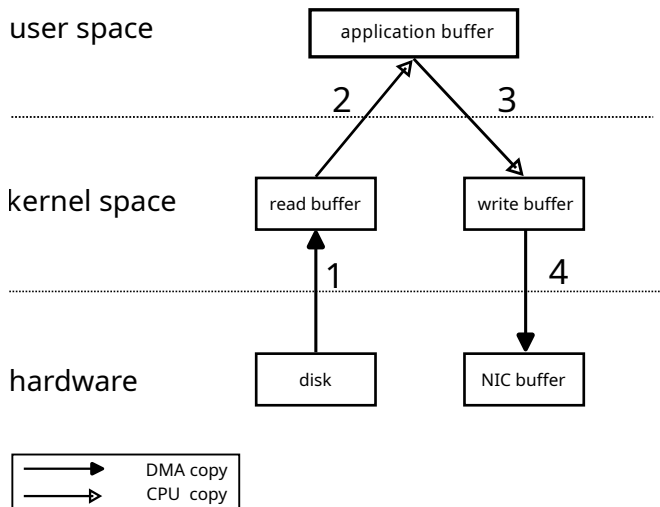 user space
application buffer
2
3
kernel space
read buffer
write buffer
1
4
hardware
disk
NIC buffer
DMA copy
CPU copy